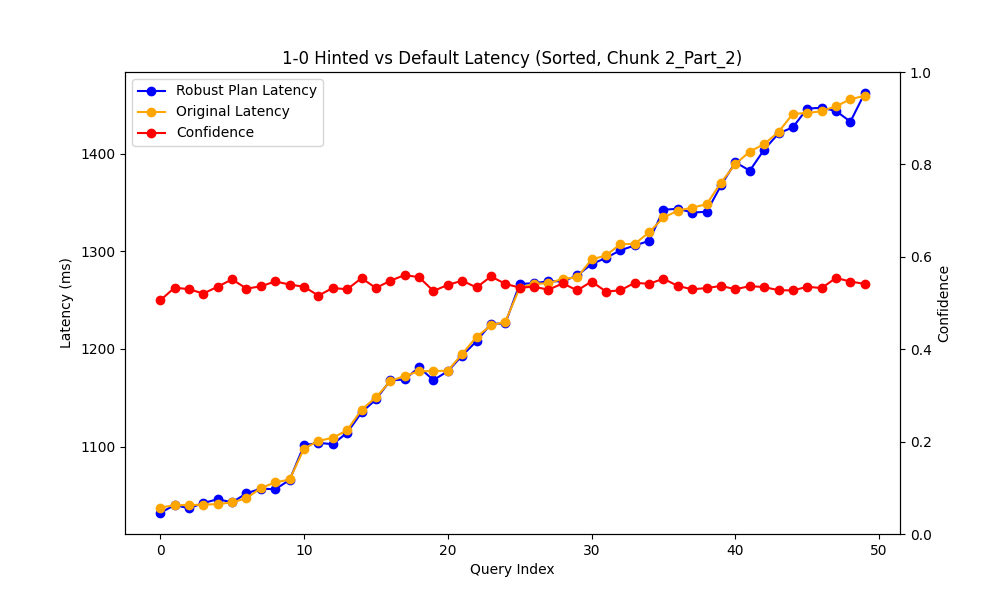 1-0 Hinted vs Default Latency (Sorted, Chunk 2_Part_2)
Robust Plan Latency
Original Latency
Confidence
Latency (ms)
1400
1300
1200
1100
1.0
0.8
0.6
0.4
0.2
0.0
Confidence
0
10
20
30
40
50
Query Index